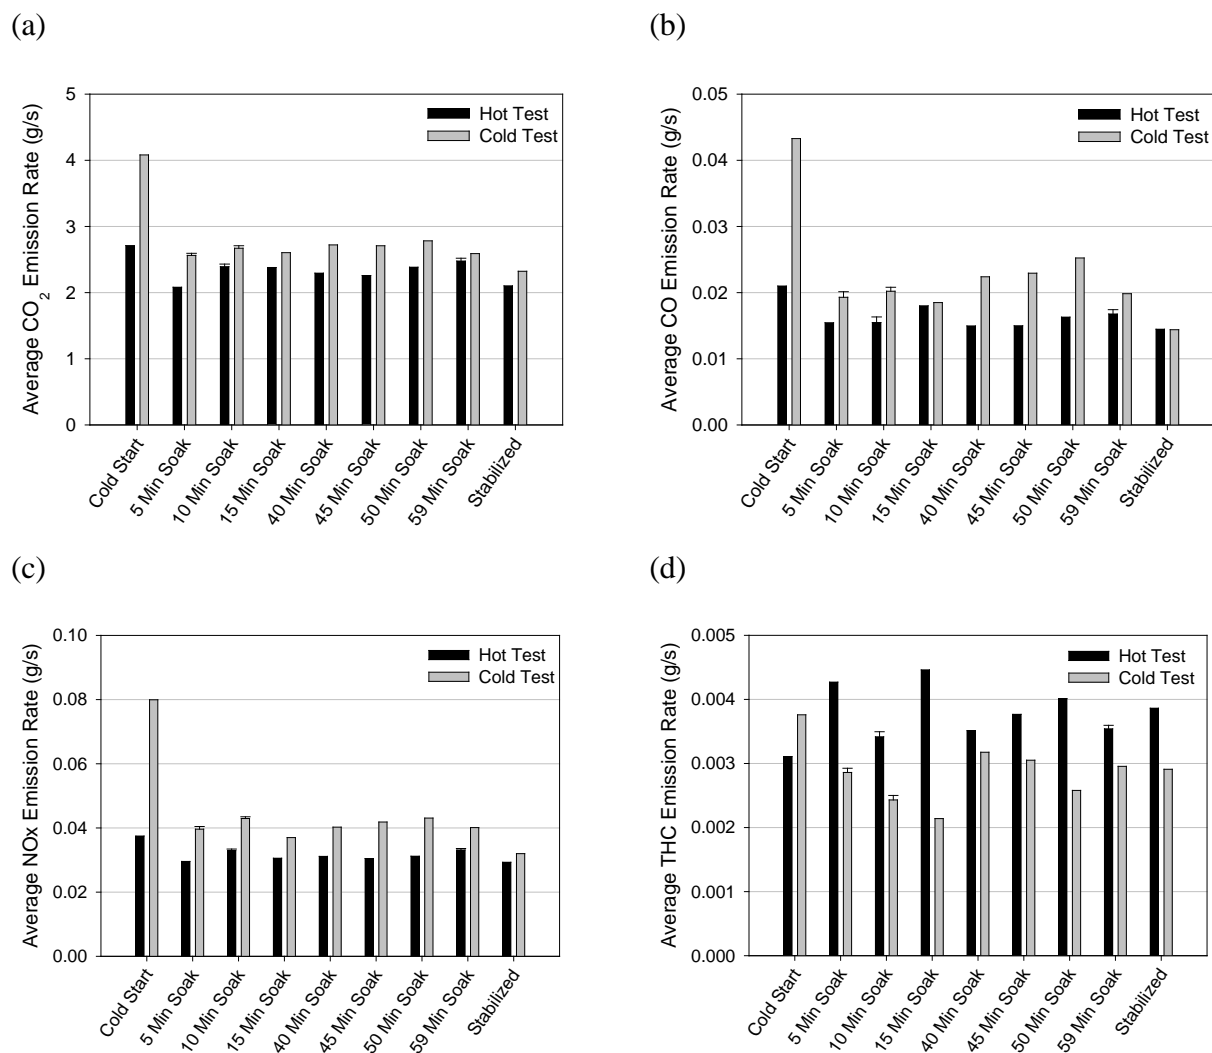 (a)
Average CO2 Emission Rate (g/s)
5
4
3
2
1
0
Hot Test
Cold Test
Cold Start
5 Min Soak
10 Min Soak
15 Min Soak
40 Min Soak
45 Min Soak
50 Min Soak
59 Min Soak
Stabilized
(b)
Average CO Emission Rate (g/s)
0.05
0.04
0.03
0.02
0.01
0.00
Hot Test
Cold Test
Cold Start
5 Min Soak
10 Min Soak
15 Min Soak
40 Min Soak
45 Min Soak
50 Min Soak
59 Min Soak
Stabilized
(c)
Average NOx Emission Rate (g/s)
0.10
0.08
0.06
0.04
0.02
0.00
Hot Test
Cold Test
Cold Start
5 Min Soak
10 Min Soak
15 Min Soak
40 Min Soak
45 Min Soak
50 Min Soak
59 Min Soak
Stabilized
(d)
Average THC Emission Rate (g/s)
0.005
0.004
0.003
0.002
0.001
0.000
Hot Test
Cold Test
Cold Start
5 Min Soak
10 Min Soak
15 Min Soak
40 Min Soak
45 Min Soak
50 Min Soak
59 Min Soak
Stabilized